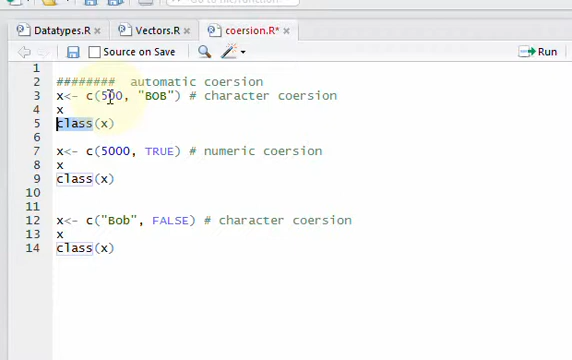 Datatypes.R × Vectors.R × coersion.R* ×
Source on Save Run
1
2 ######## automatic coersion
3 x<- c(500, "BOB") # character coersion
4 x
5 class(x)
6
7 x<- c(5000, TRUE) # numeric coersion
8 x
9 class(x)
10
11
12 x<- c("Bob", FALSE) # character coersion
13 x
14 class(x)